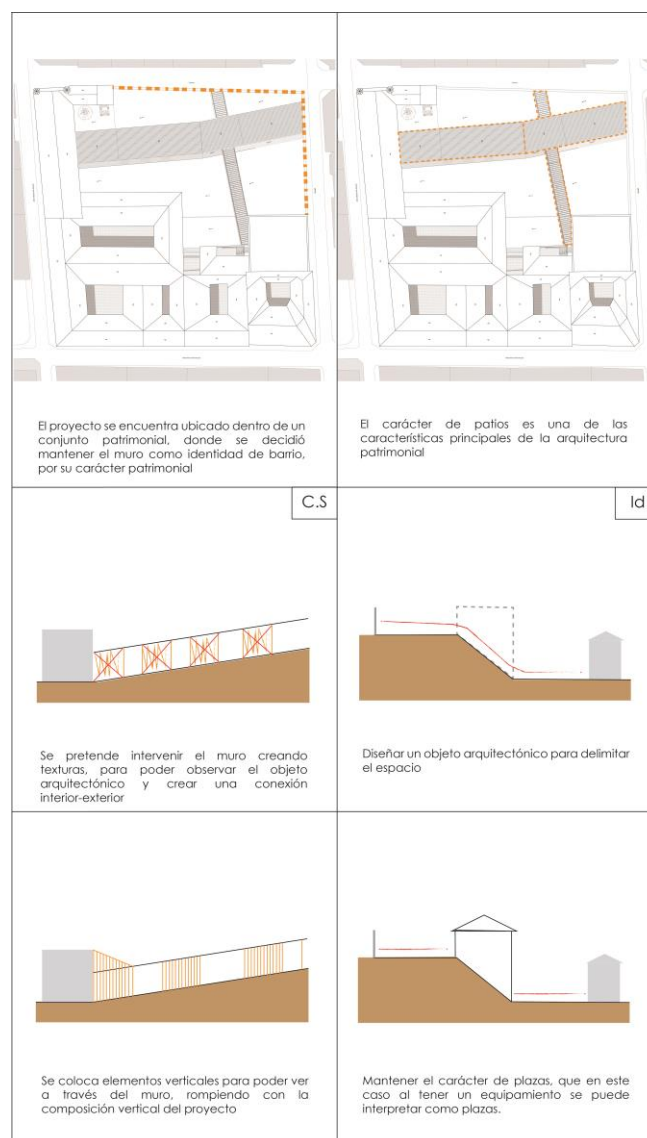 El proyecto se encuentra ubicado dentro de un
conjunto patrimonial, donde se decidió
mantener el muro como identidad de barrio,
por su carácter patrimonial
El carácter de patios es una de las
características principales de la arquitectura
patrimonial
C.S
Id
Se pretende intervenir el muro creando
texturas, para poder observar el objeto
arquitectónico y crear una conexión
interior-exterior
Diseñar un objeto arquitectónico para delimitar
el espacio
Se coloca elementos verticales para poder ver
a través del muro, rompiendo con la
composición vertical del proyecto
Mantener el carácter de plazas, que en este
caso al tener un equipamiento se puede
interpretar como plazas.